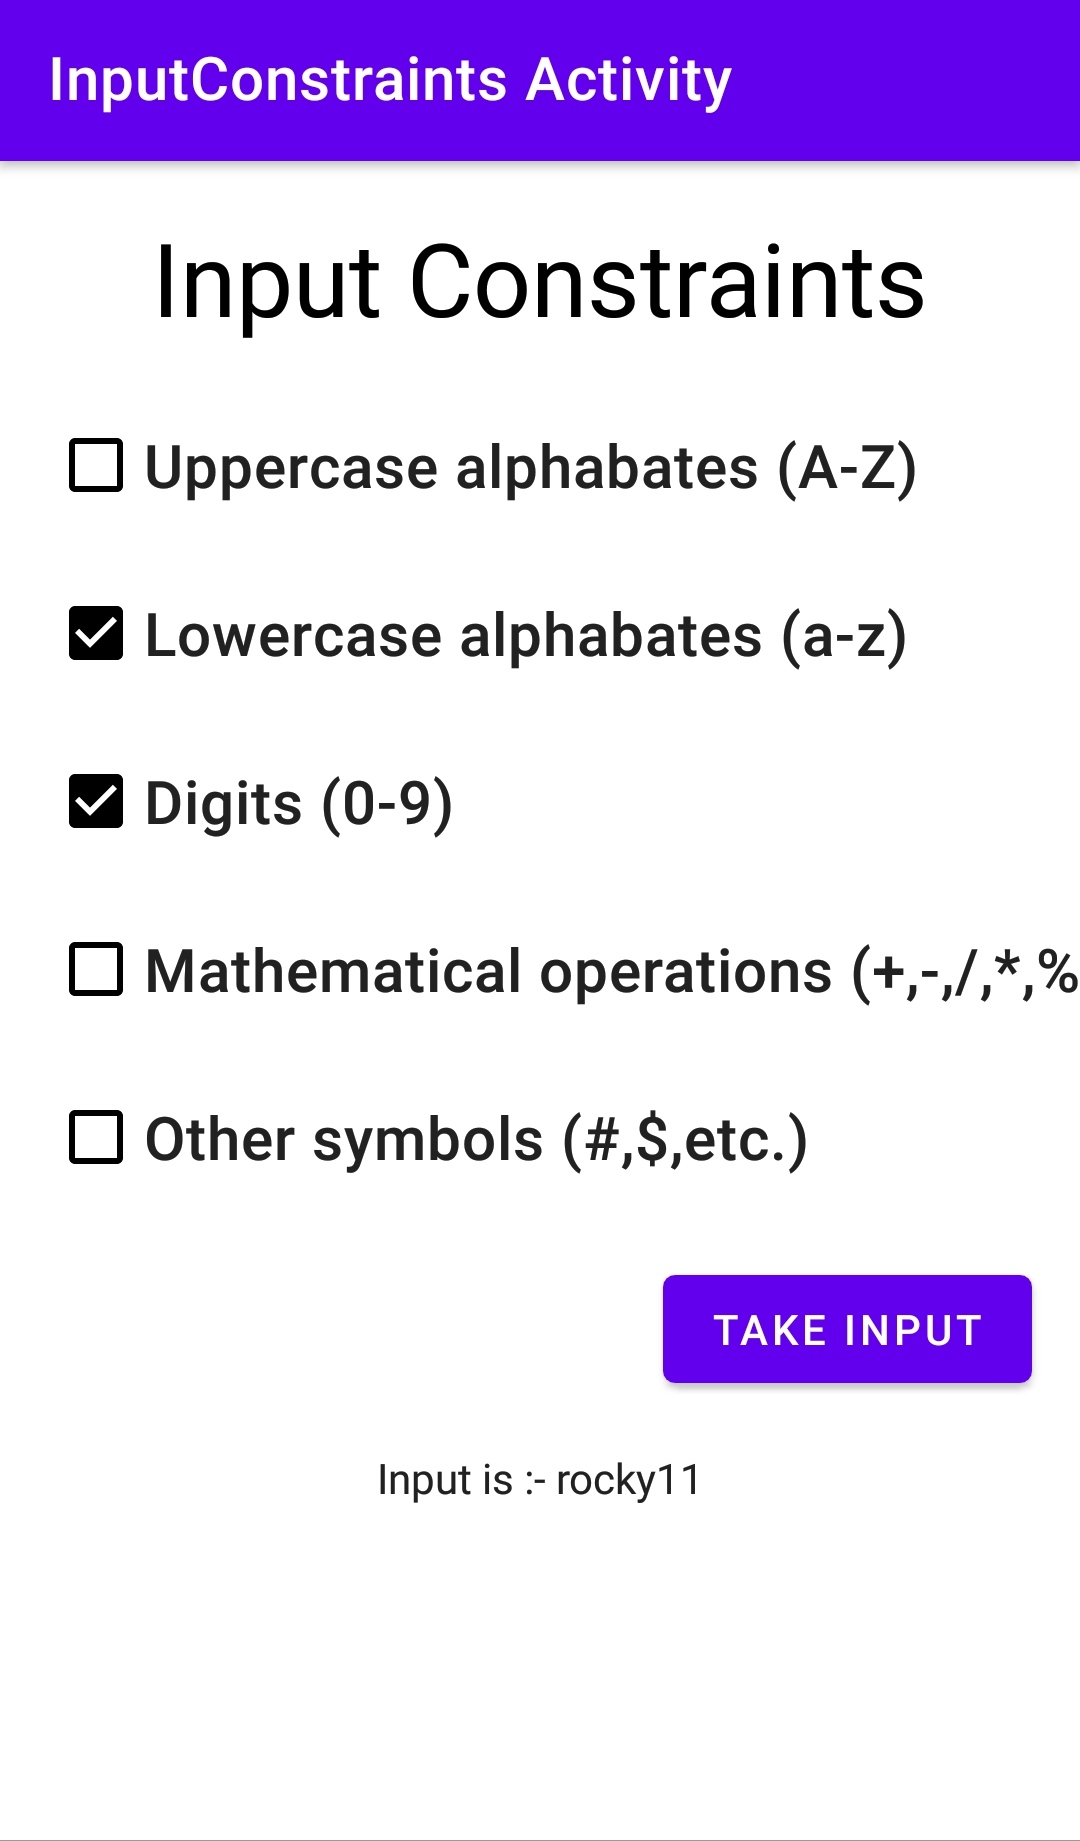 InputConstraints Activity
Input Constraints
Uppercase alphabates (A-Z)
Lowercase alphabates (a-z)
Digits (0-9)
Mathematical operations (+,-,/,*,%
Other symbols (#,$,etc.)
TAKE INPUT
Input is :- rocky11